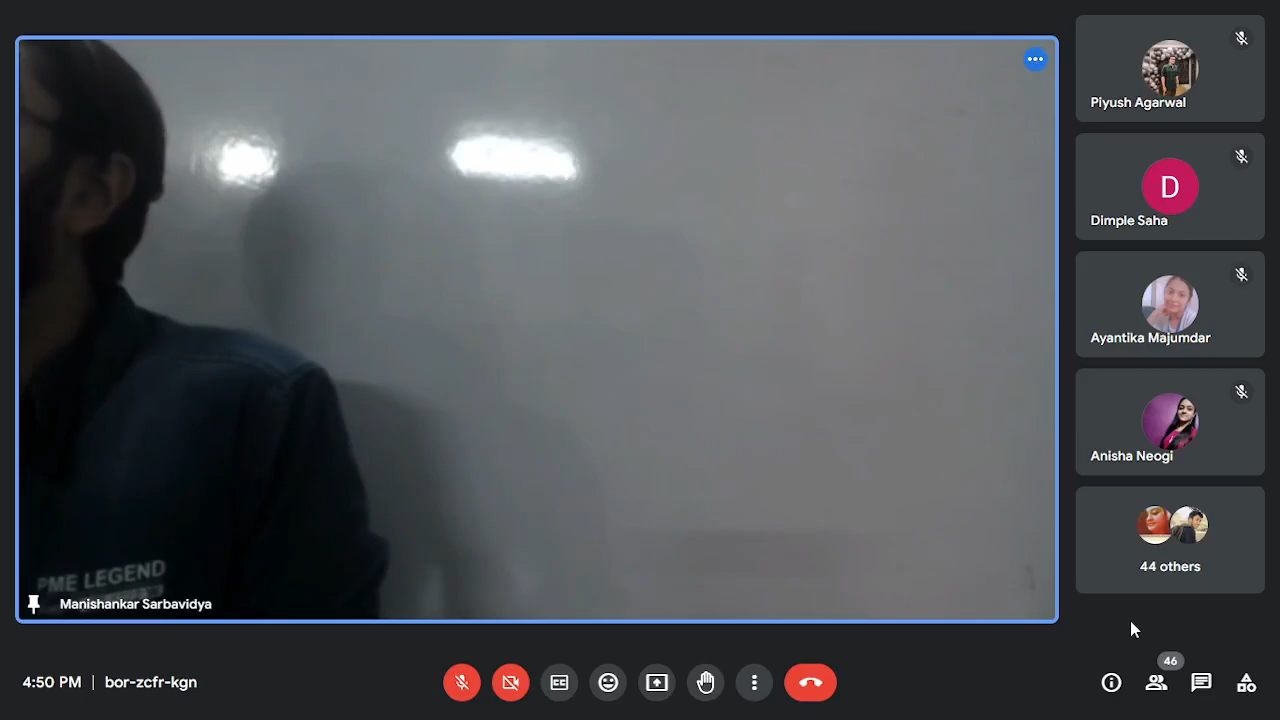 Piyush Agarwal
D
Dimple Saha
Ayantika Majumdar
Anisha Neogi
44 others
PME LEGEND
Manishankar Sarbavidya
4:50 PM | bor-zcfr-kgn
CC
46